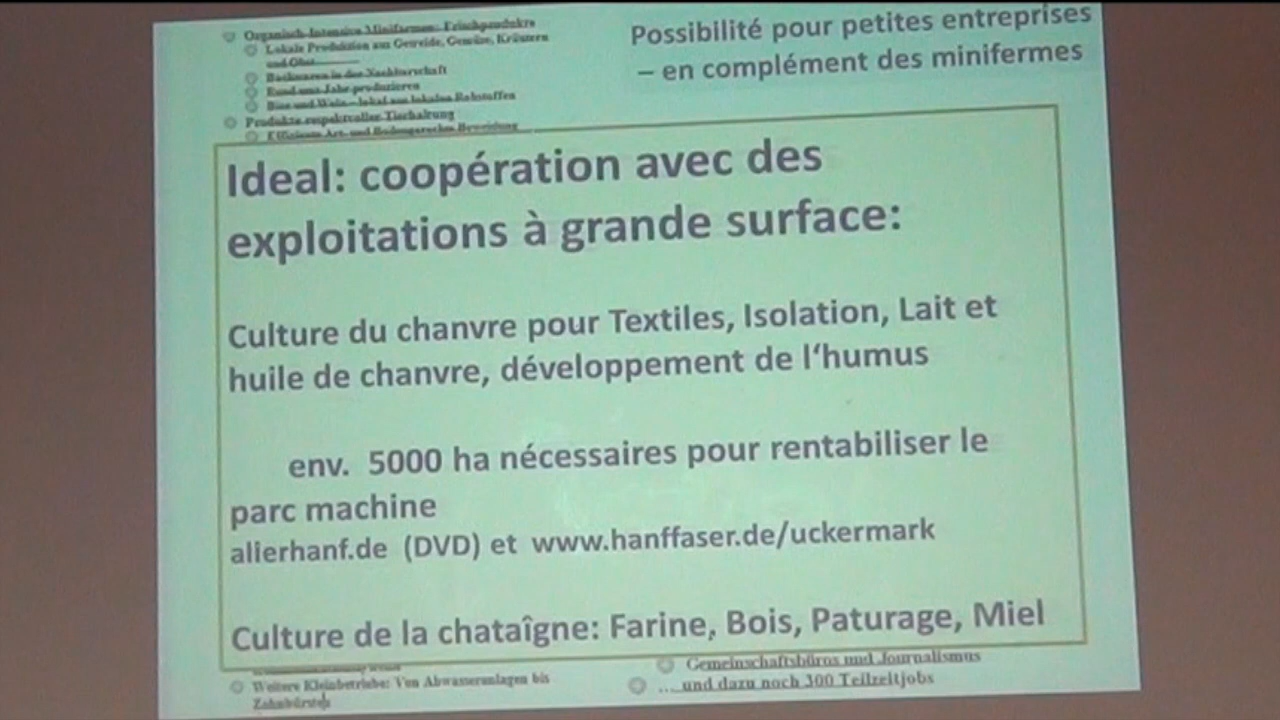 Organisch-Intensive Minifarmen: Frischprodukte
Lokale Produktion aus Getreide, Gemüse, Kräutern
und Obst
Backwaren in der Nachbarschaft
Rund ums Jahr produzieren
Bier und Wein – lokal aus lokalen Rohstoffen
Produkte respektvoller Tierhaltung
Effiziente Art- und Bodengerechte Beweidung
Possibilité pour petites entreprises
– en complément des minifermes
Ideal: coopération avec des
exploitations à grande surface:
Culture du chanvre pour Textiles, Isolation, Lait et
huile de chanvre, développement de l‘humus
env. 5000 ha nécessaires pour rentabiliser le
parc machine
alierhanf.de (DVD) et www.hanffaser.de/uckermark
Culture de la chataîgne: Farine, Bois, Paturage, Miel
Weitere Kleinbetriebe: Von Abwasseranlagen bis
Zahnbürsten
Gemeinschaftsbüros und Journalismus
... und dazu noch 300 Teilzeitjobs